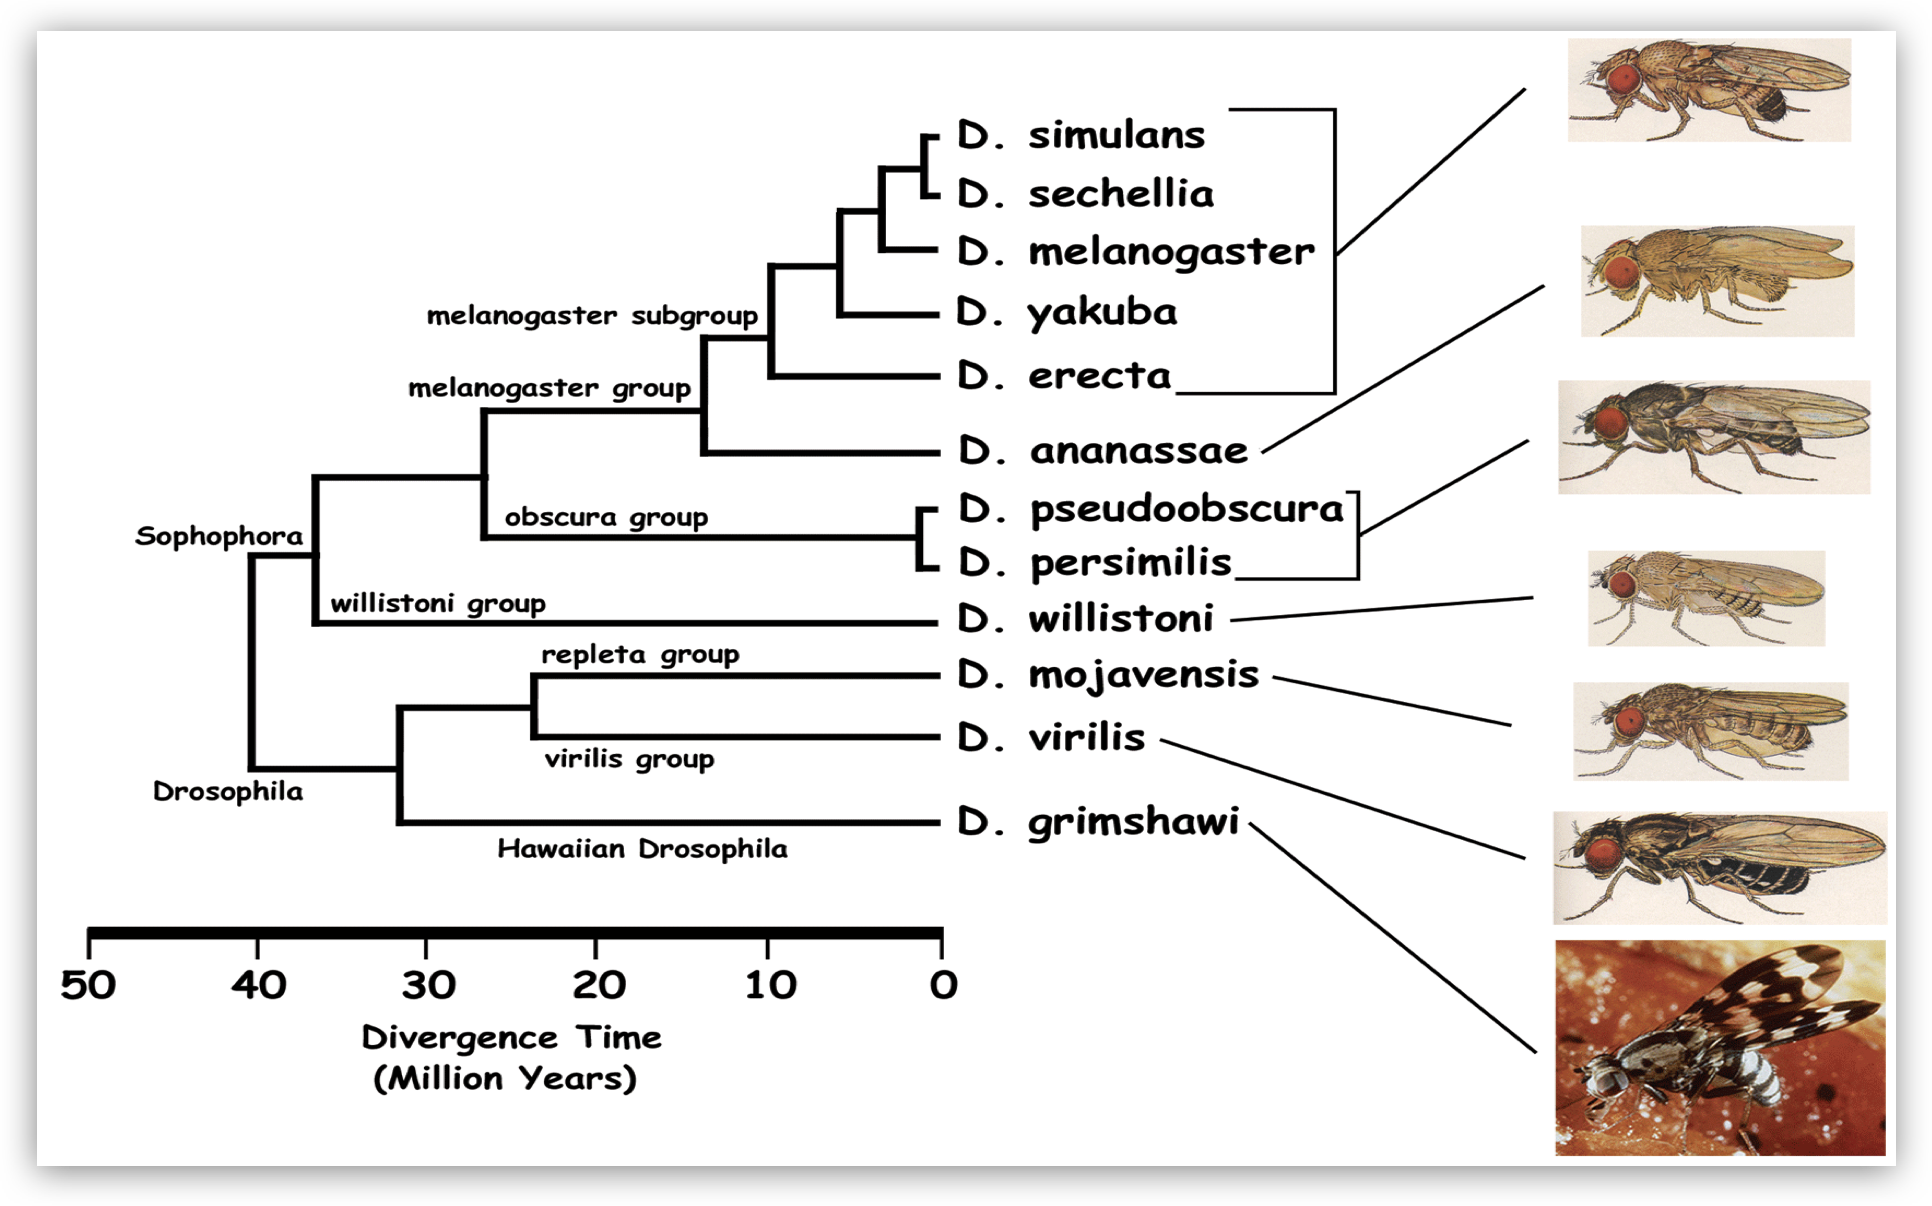 D. simulans
D. sechellia
D. melanogaster
melanogaster subgroup
D. yakuba
melanogaster group
D. erecta
D. ananassae
obscura group
D. pseudoobscura
Sophophora
D. persimilis
willistoni group
D. willistoni
repleta group
D. mojavensis
D. virilis
virilis group
Drosophila
D. grimshawi
Hawaiian Drosophila
50 40 30 20 10 0
Divergence Time
(Million Years)